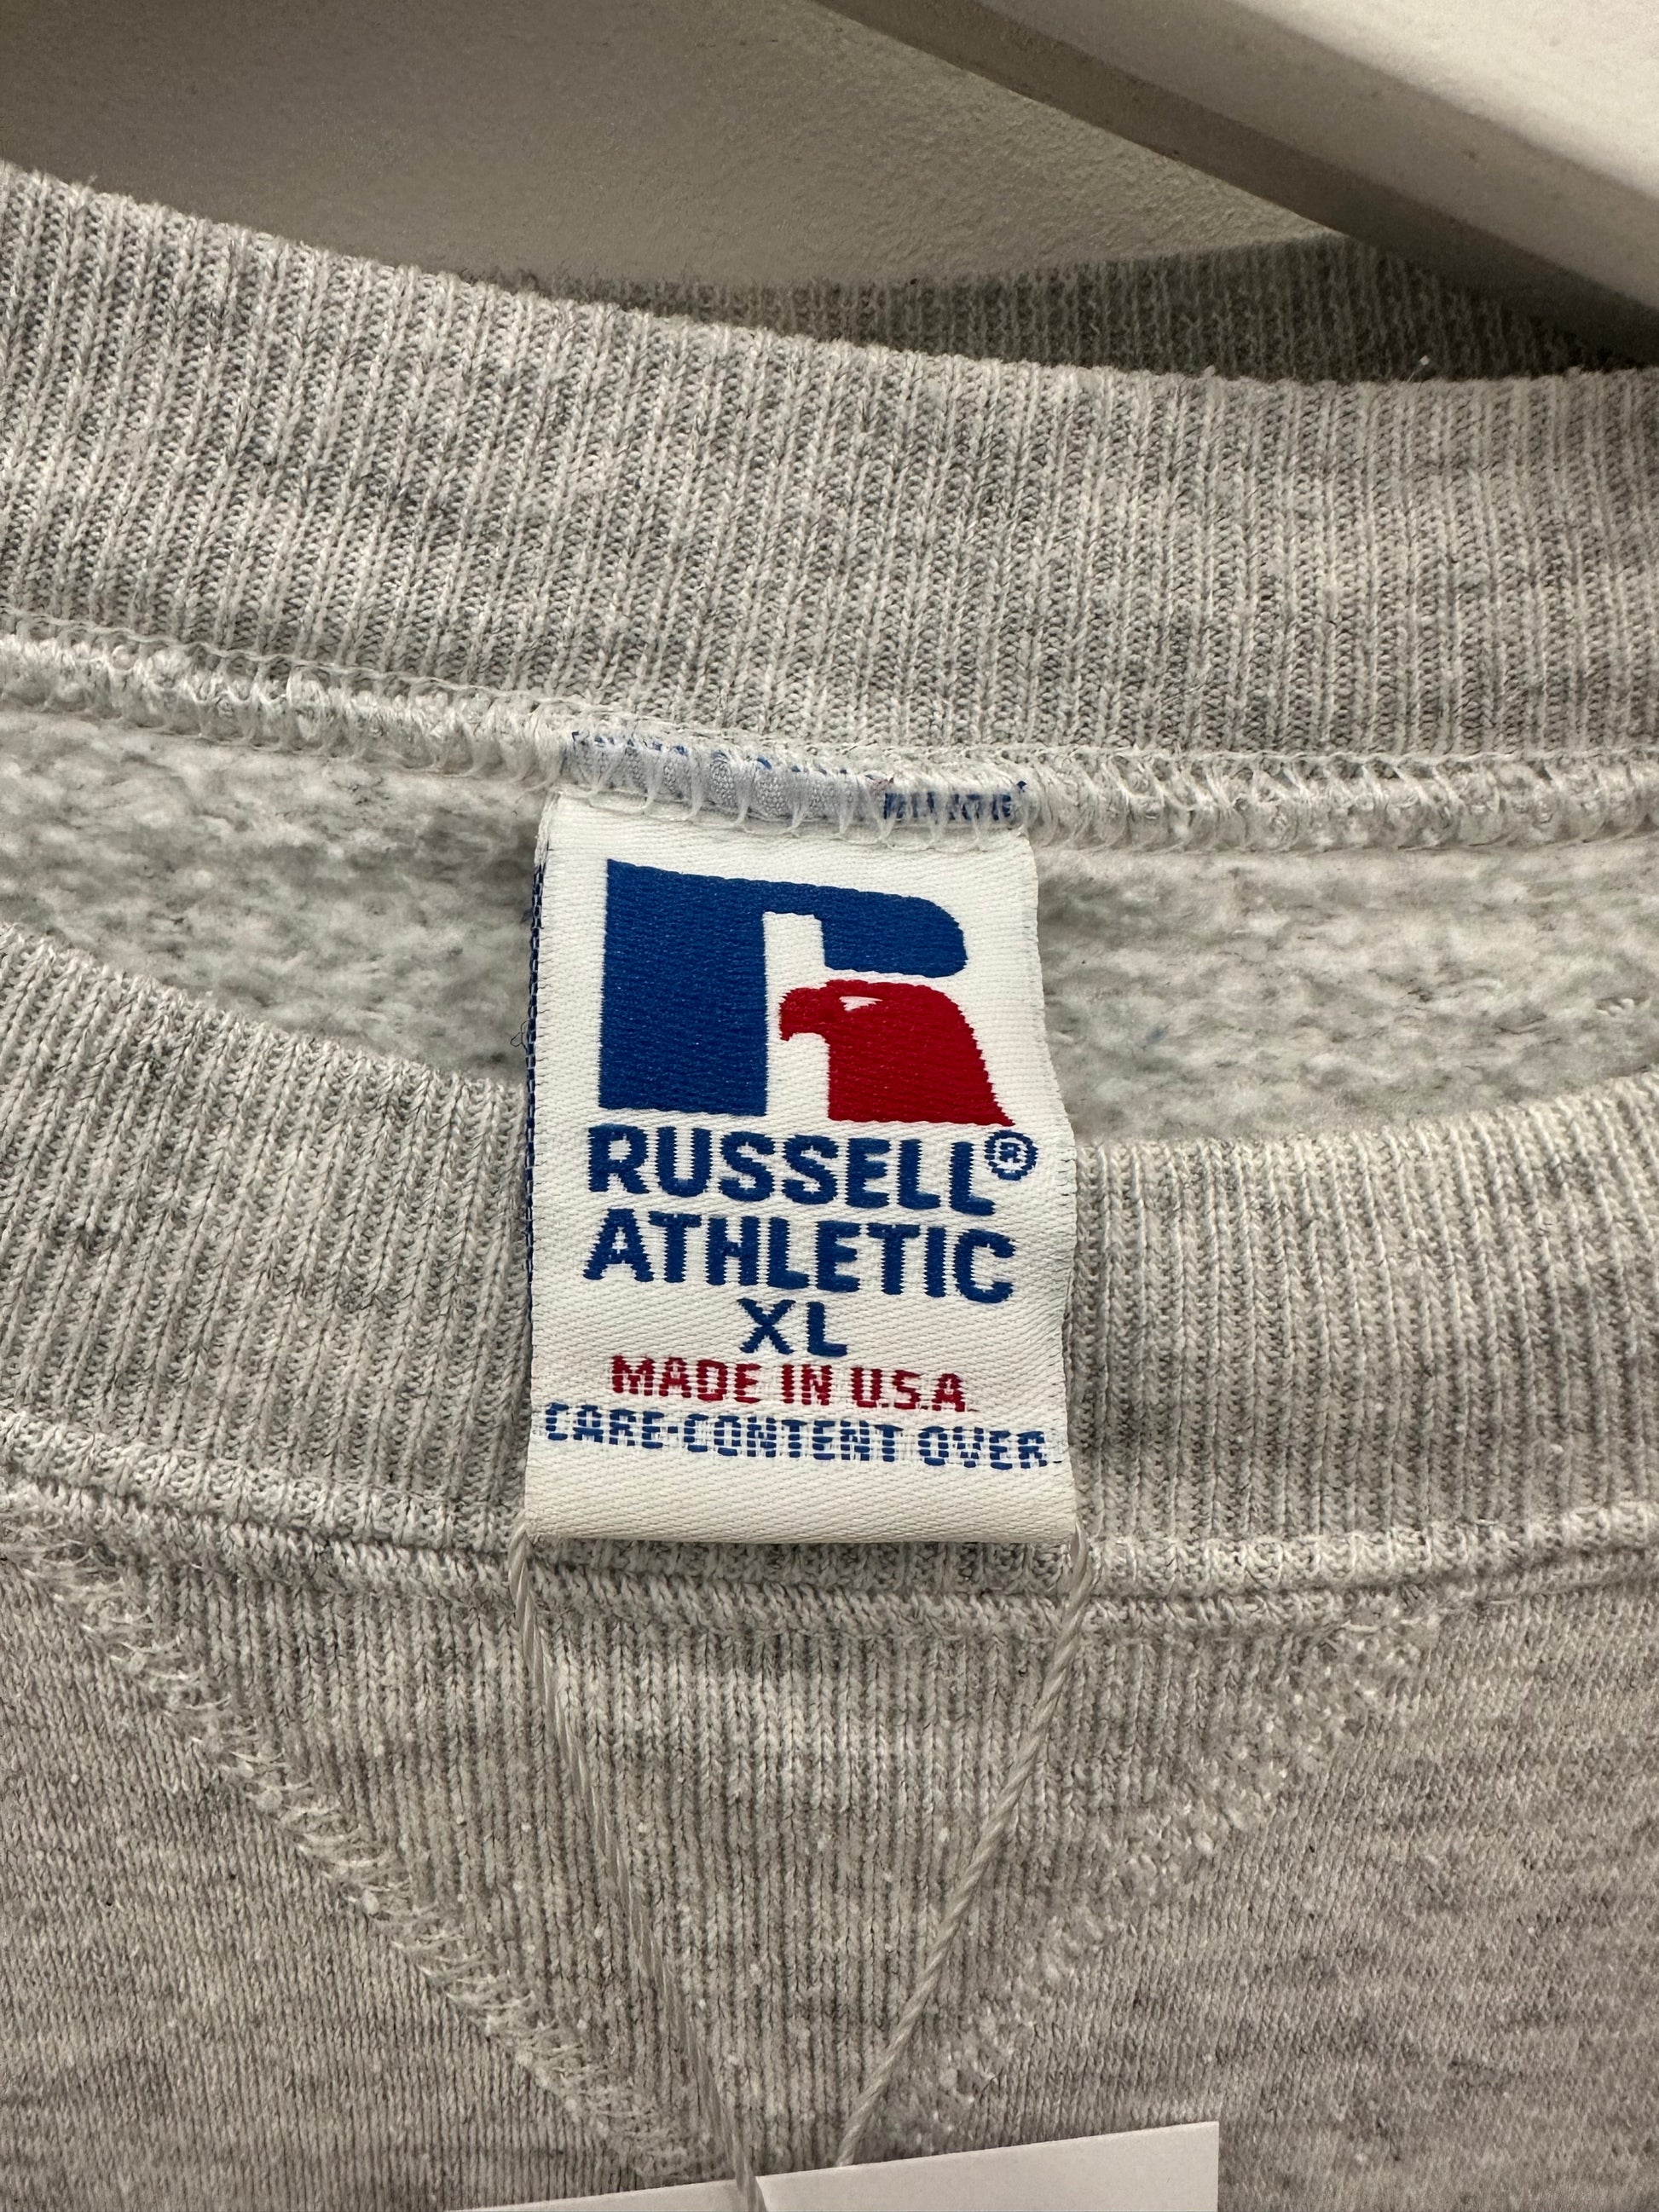 RUSSELL®
ATHLETIC
XL
MADE IN U.S.A.
CARE-CONTENT OVER